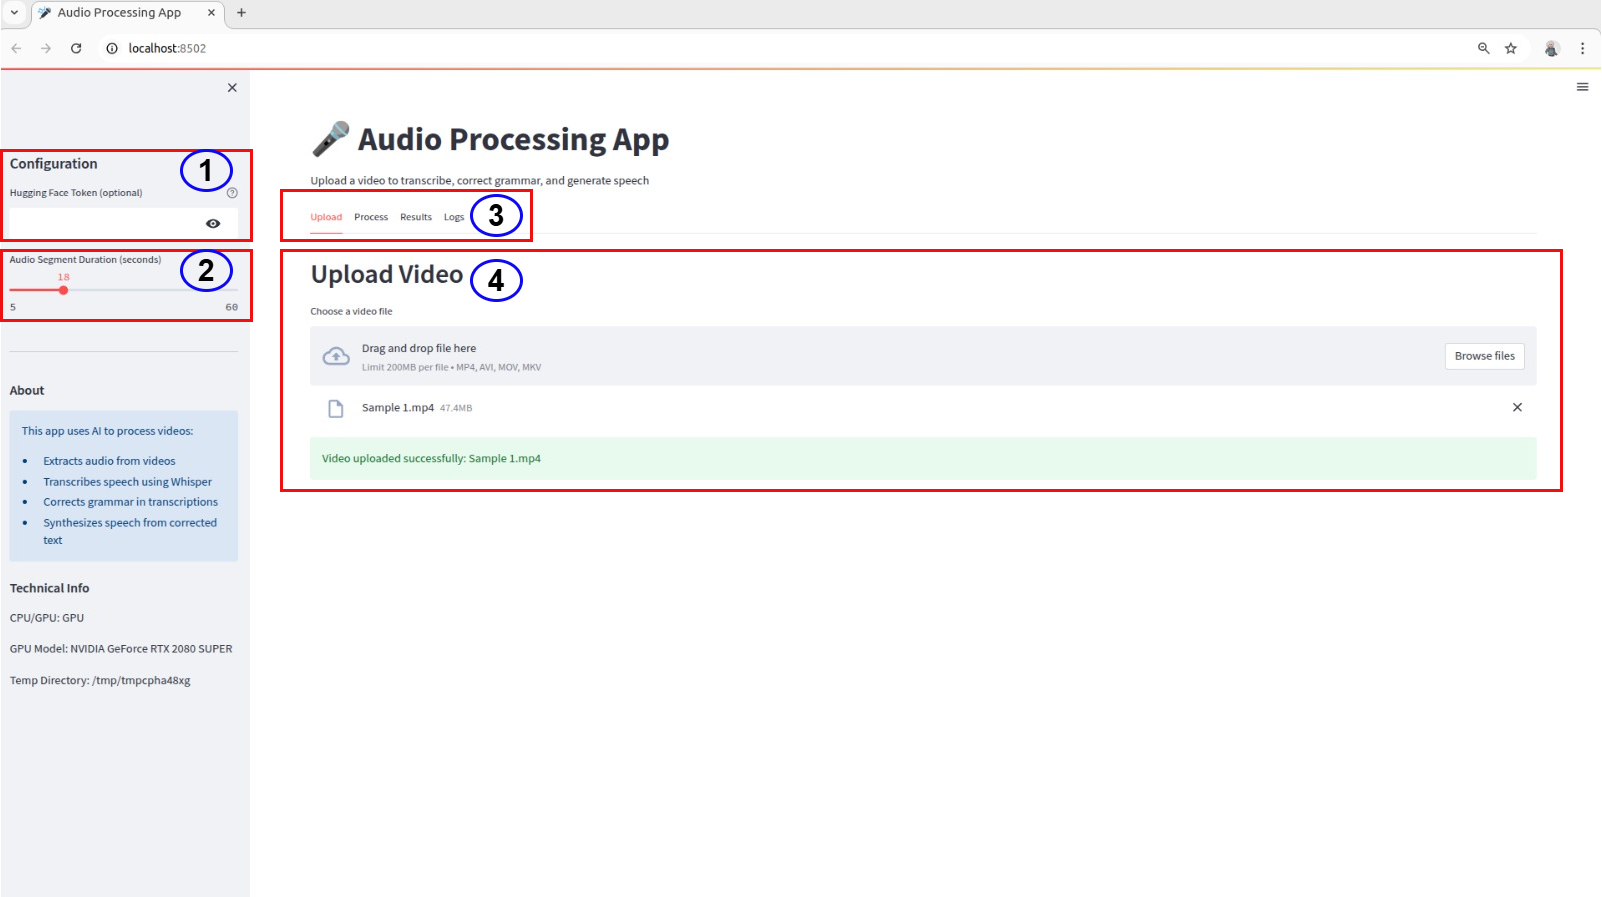 Audio Processing App
localhost:8502
Configuration
1
Hugging Face Token (optional)
Audio Segment Duration (seconds)
2
18
5 60
About
This app uses AI to process videos:
• Extracts audio from videos
• Transcribes speech using Whisper
• Corrects grammar in transcriptions
• Synthesizes speech from corrected
text
Technical Info
CPU/GPU: GPU
GPU Model: NVIDIA GeForce RTX 2080 SUPER
Temp Directory: /tmp/tmpcpha48xg
Audio Processing App
Upload a video to transcribe, correct grammar, and generate speech
Upload Process Results Logs
3
Upload Video
4
Choose a video file
Drag and drop file here
Limit 200MB per file • MP4, AVI, MOV, MKV
Browse files
Sample 1.mp4 47.4MB
Video uploaded successfully: Sample 1.mp4